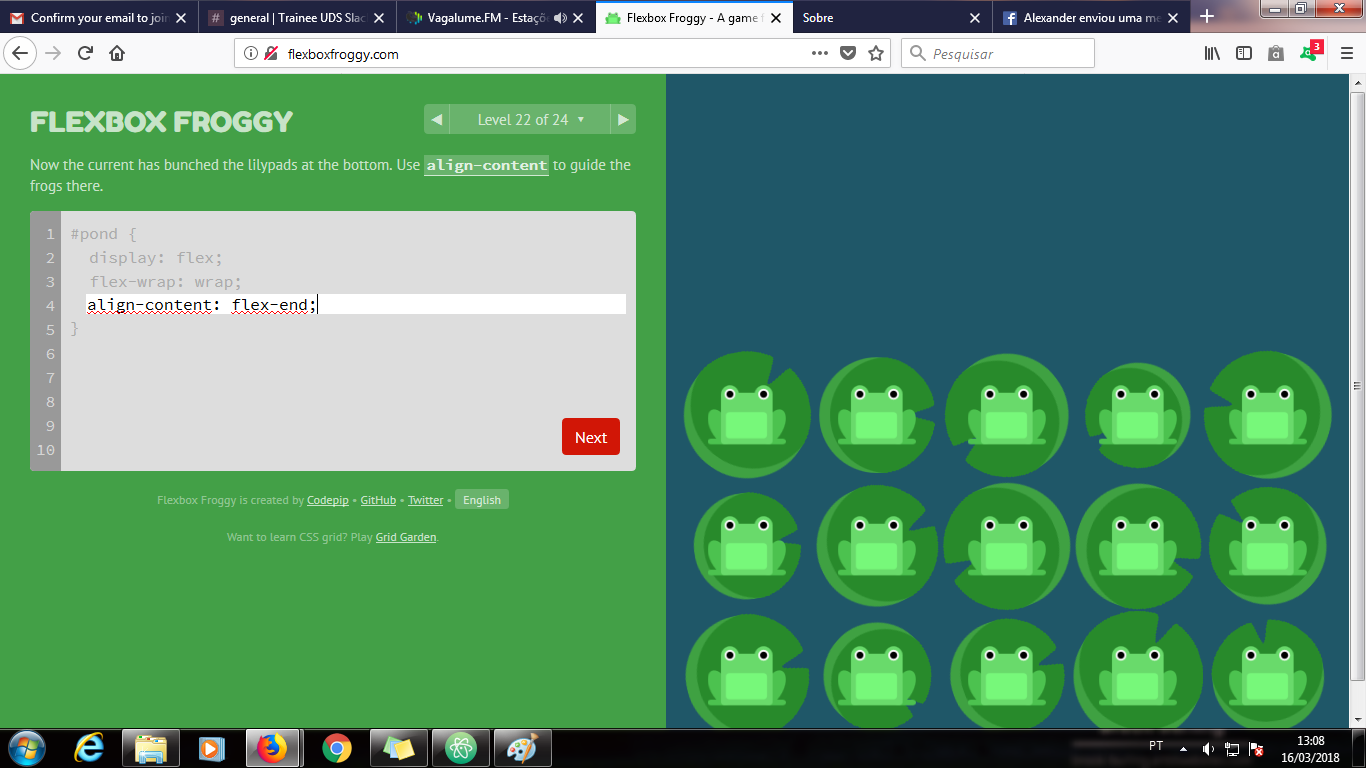 Confirm your email to join
general | Trainee UDS Slac
Vagalume.FM - Estaçõe
Flexbox Froggy - A game f
Sobre
Alexander enviou uma me
flexboxfroggy.com
Pesquisar
3
FLEXBOX FROGGY
Level 22 of 24
Now the current has bunched the lilypads at the bottom. Use align-content to guide the
frogs there.
1 #pond {
2 display: flex;
3 flex-wrap: wrap;
4 align-content: flex-end;
5 }
6
7
8
9
10
Next
Flexbox Froggy is created by Codepip • GitHub • Twitter • English
Want to learn CSS grid? Play Grid Garden.
PT
13:08
16/03/2018